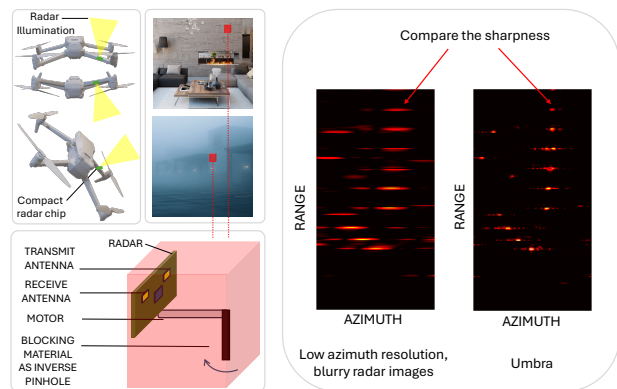 Radar
Illumination
Compact
radar chip
RADAR
TRANSMIT
ANTENNA
RECEIVE
ANTENNA
MOTOR
BLOCKING
MATERIAL
AS INVERSE
PINHOLE
Compare the sharpness
RANGE
RANGE
AZIMUTH
AZIMUTH
Low azimuth resolution,
blurry radar images
Umbra